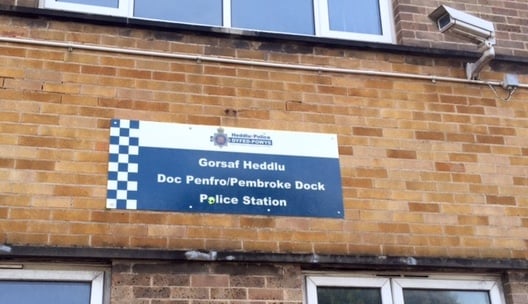 Heddlu•Police
DYFED-POWYS
Gorsaf Heddlu
Doc Penfro/Pembroke Dock
Police Station